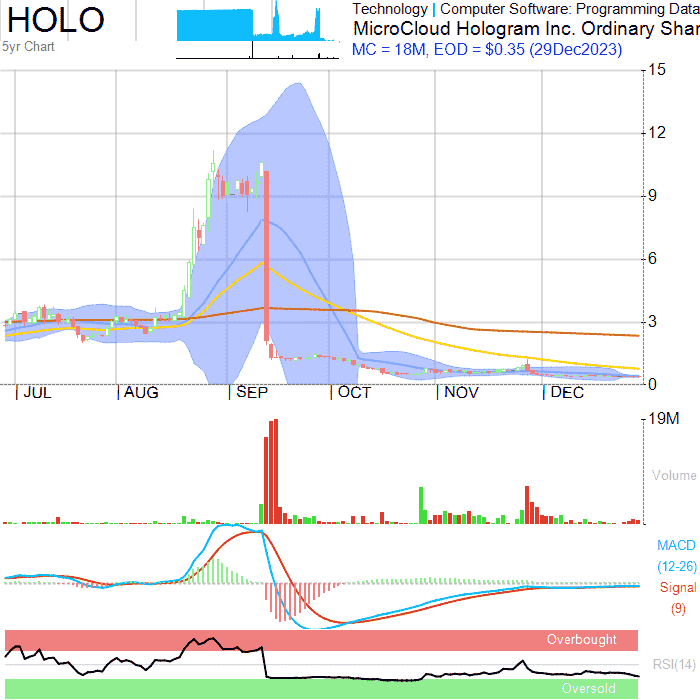 HOLO
5yr Chart
Technology | Computer Software: Programming Data
MicroCloud Hologram Inc. Ordinary Shar
MC = 18M, EOD = $0.35 (29Dec2023)
15
12
9
6
3
0
JUL AUG SEP OCT NOV DEC
19M
Volume
MACD
(12-26)
Signal
(9)
Overbought
RSI(14)
Oversold